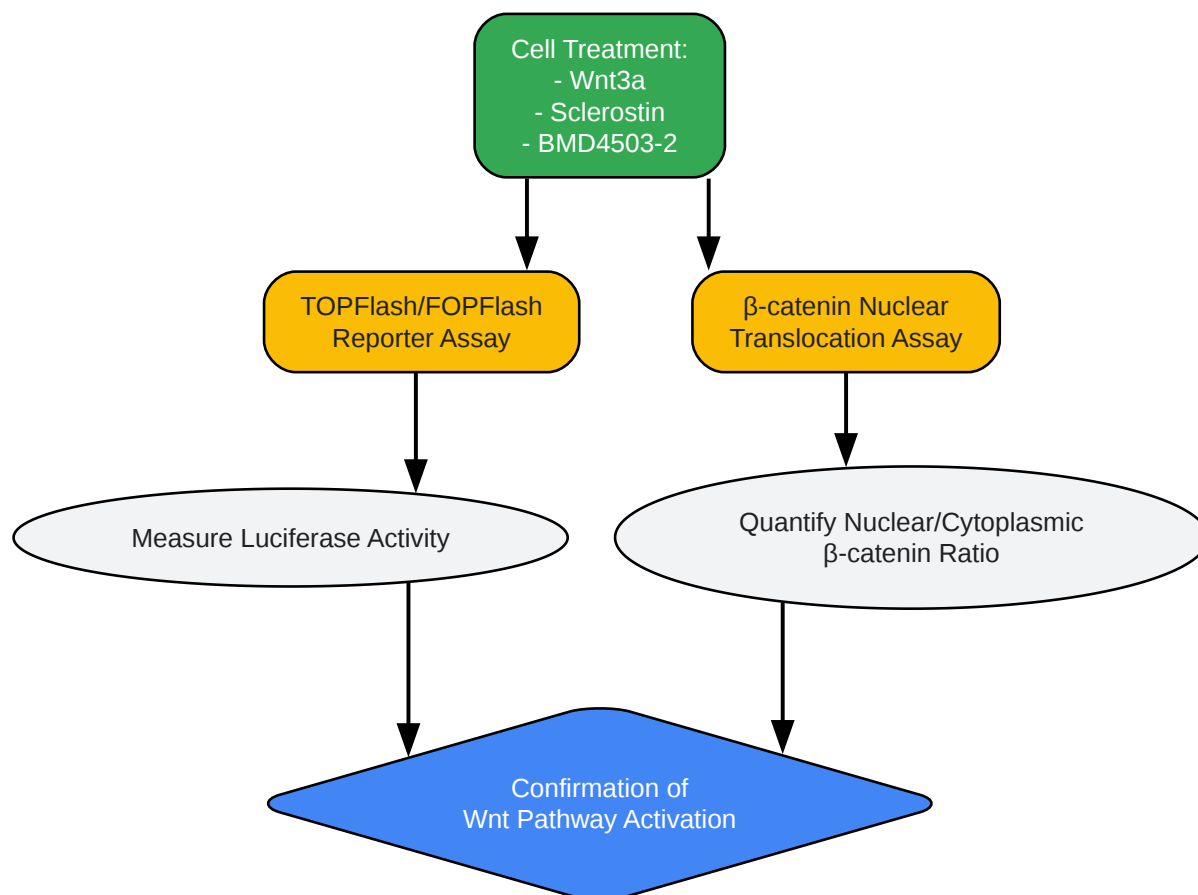 Cell Treatment:
- Wnt3a
- Sclerostin
- BMD4503-2
TOPFlash/FOPFlash
Reporter Assay
β-catenin Nuclear
Translocation Assay
Measure Luciferase Activity
Quantify Nuclear/Cytoplasmic
β-catenin Ratio
Confirmation of
Wnt Pathway Activation